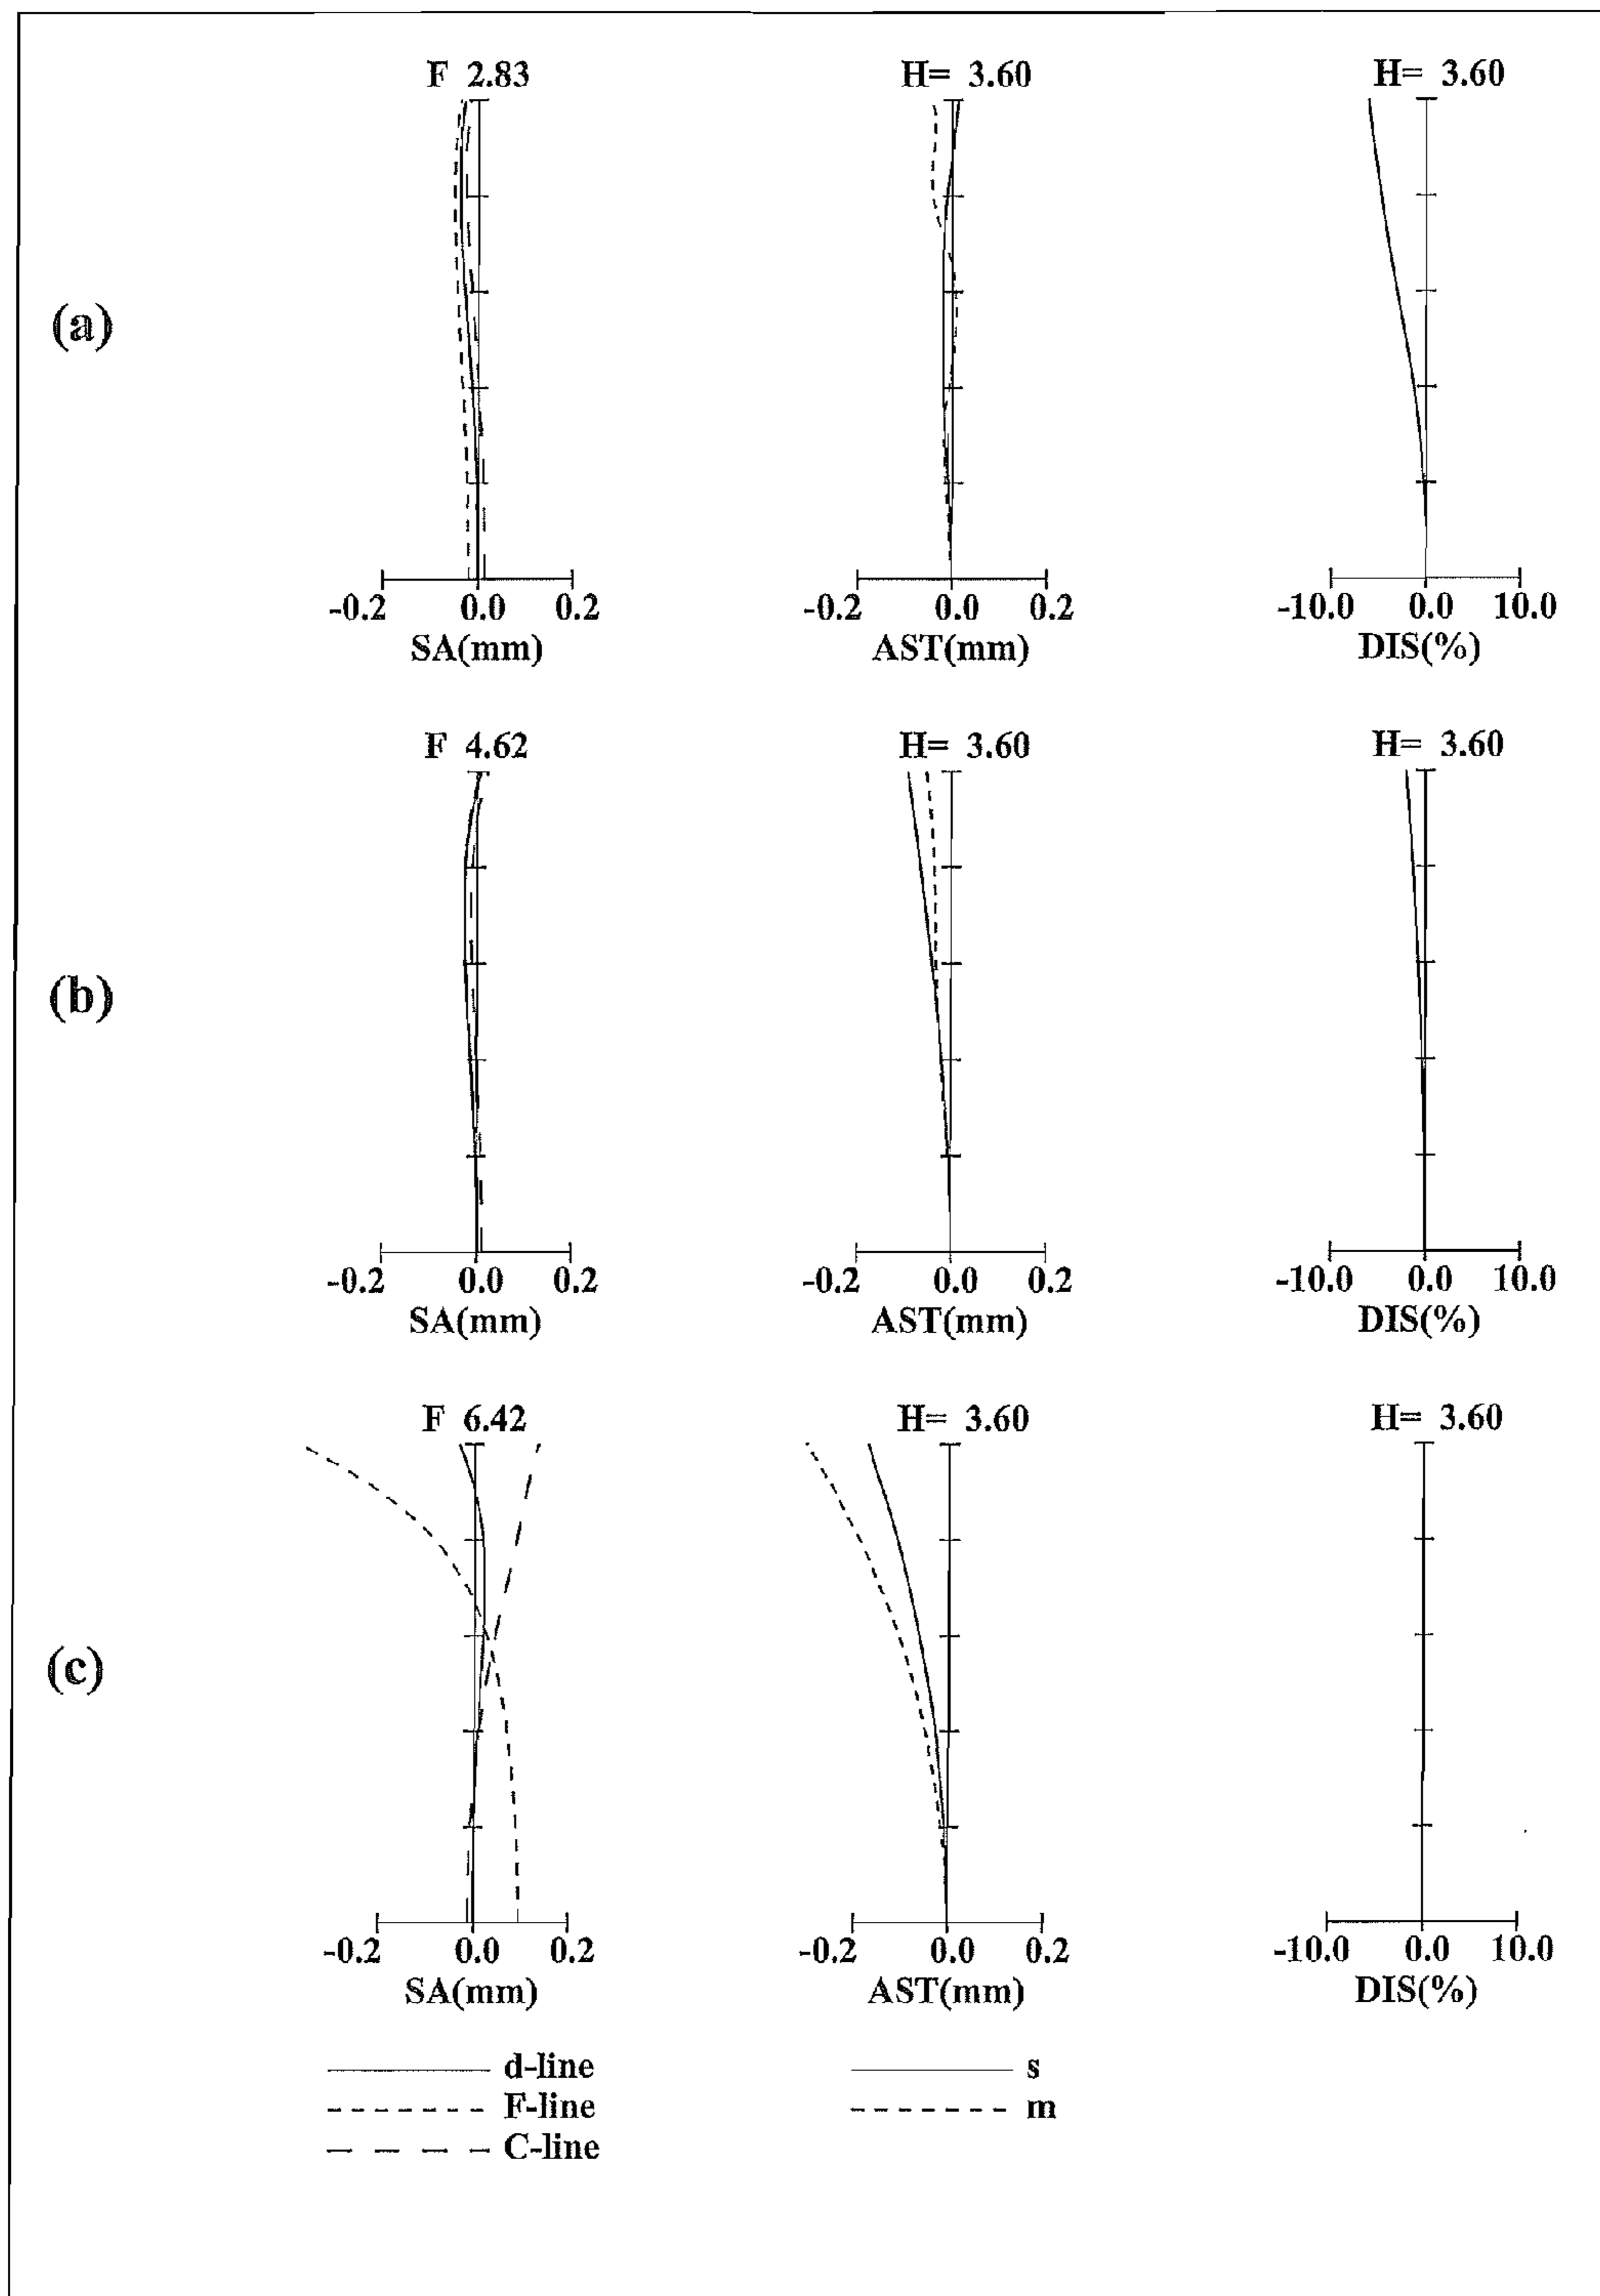 F 2.83 H= 3.60 H= 3.60
(a)
-0.2 0.0 0.2 -0.2 0.0 0.2 -10.0 0.0 10.0
SA(mm) AST(mm) DIS(%)
F 4.62 H= 3.60 H= 3.60
(b)
-0.2 0.0 0.2 -0.2 0.0 0.2 -10.0 0.0 10.0
SA(mm) AST(mm) DIS(%)
F 6.42 H= 3.60 H= 3.60
(c)
-0.2 0.0 0.2 -0.2 0.0 0.2 -10.0 0.0 10.0
SA(mm) AST(mm) DIS(%)
d-line s
F-line m
C-line